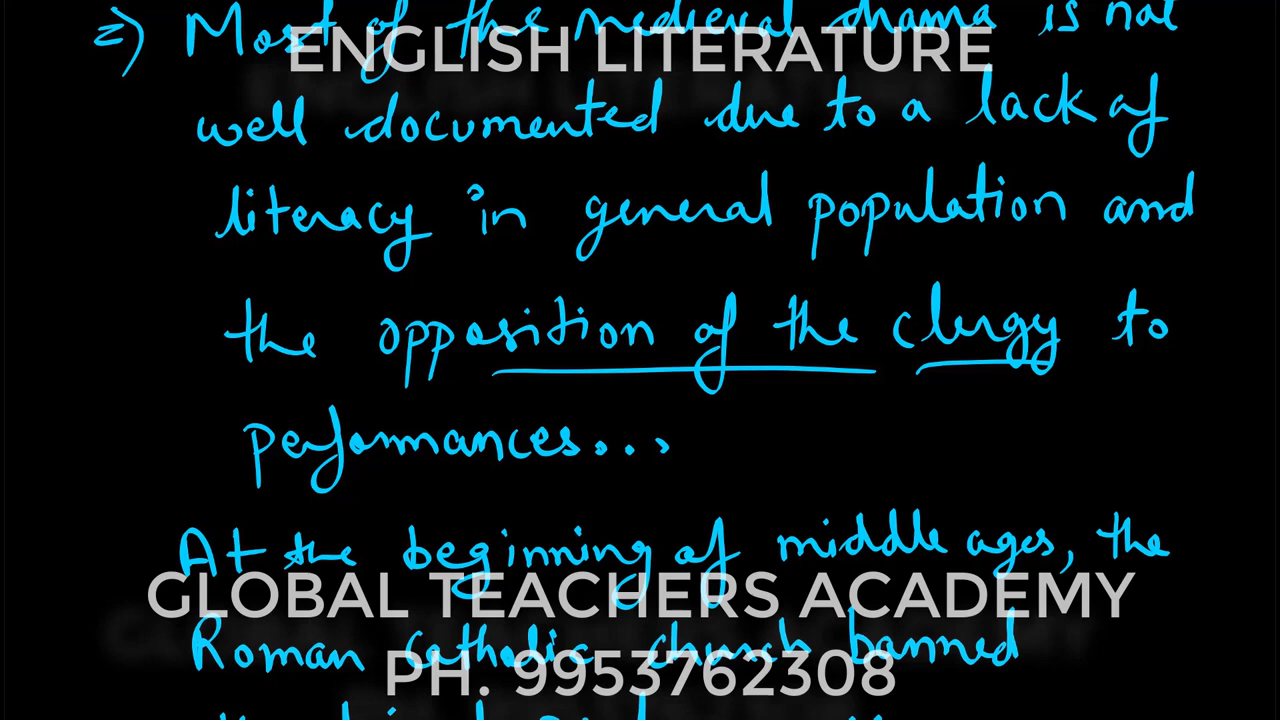 => Most of the medieval drama is not
ENGLISH LITERATURE
well documented due to a lack of
literacy in general population and
the opposition of the clergy to
performances...
At the beginning of middle ages, the
GLOBAL TEACHERS ACADEMY
Roman Catholic church banned
PH. 9953762308